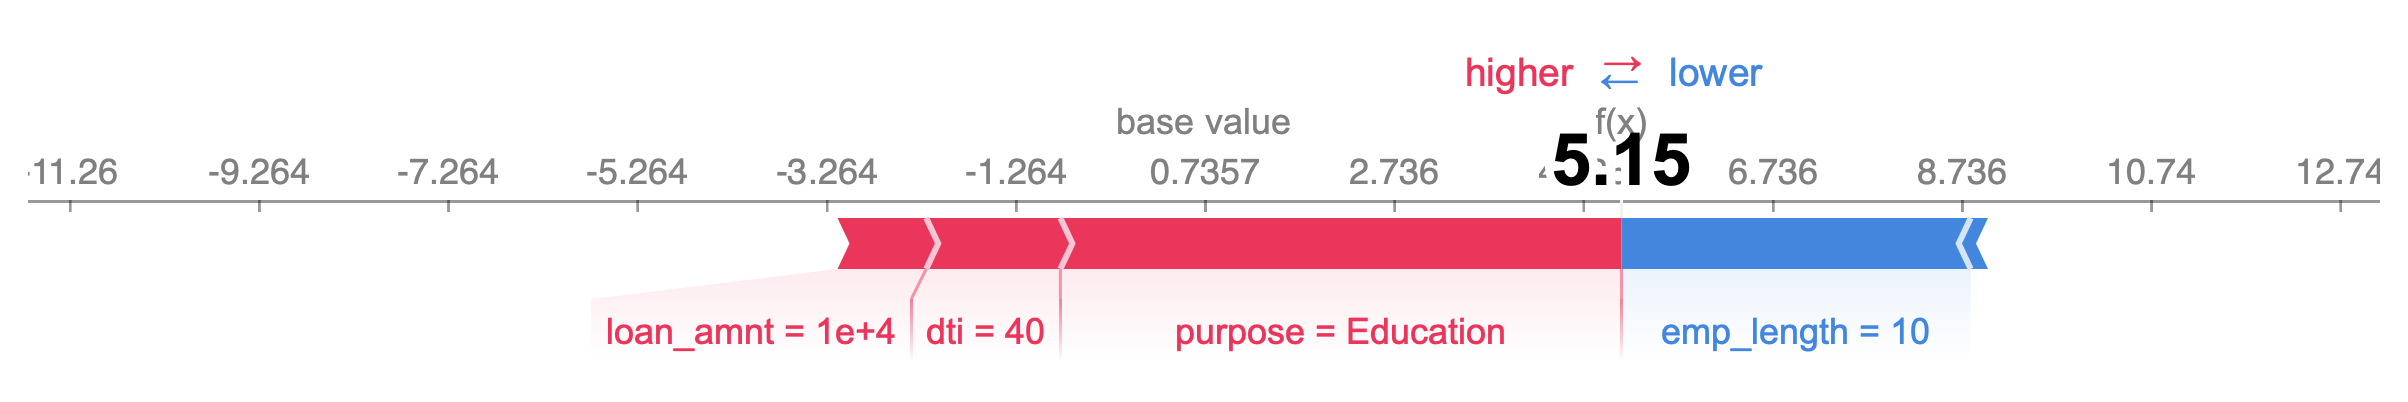 higher ⇄ lower
base value f(x)
-11.26 -9.264 -7.264 -5.264 -3.264 -1.264 0.7357 2.736 5.15 6.736 8.736 10.74 12.74
loan_amnt = 1e+4 dti = 40 purpose = Education emp_length = 10